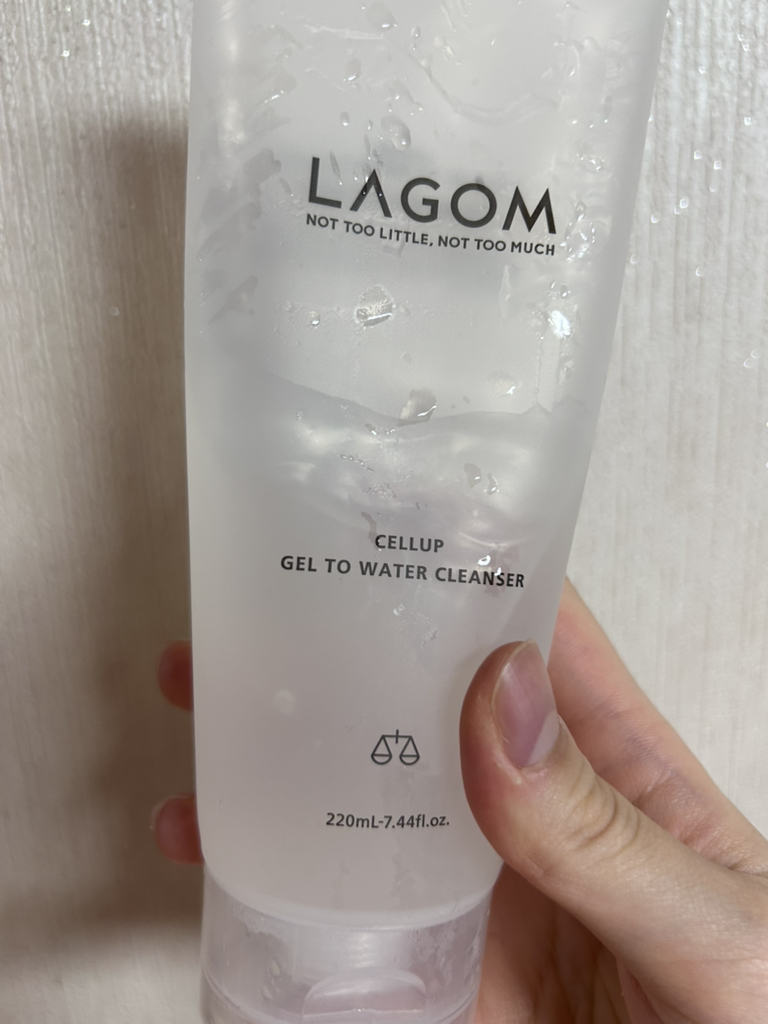 LAGOM
NOT TOO LITTLE, NOT TOO MUCH
CELLUP
GEL TO WATER CLEANSER
220mL-7.44fl.oz.